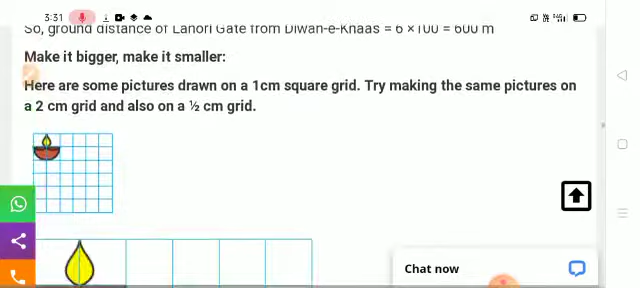 3:31
So, ground distance of Lahori Gate from Diwan-e-Khaas = 6 ×100 = 600 m
Make it bigger, make it smaller:
Here are some pictures drawn on a 1cm square grid. Try making the same pictures on
a 2 cm grid and also on a ½ cm grid.
Chat now